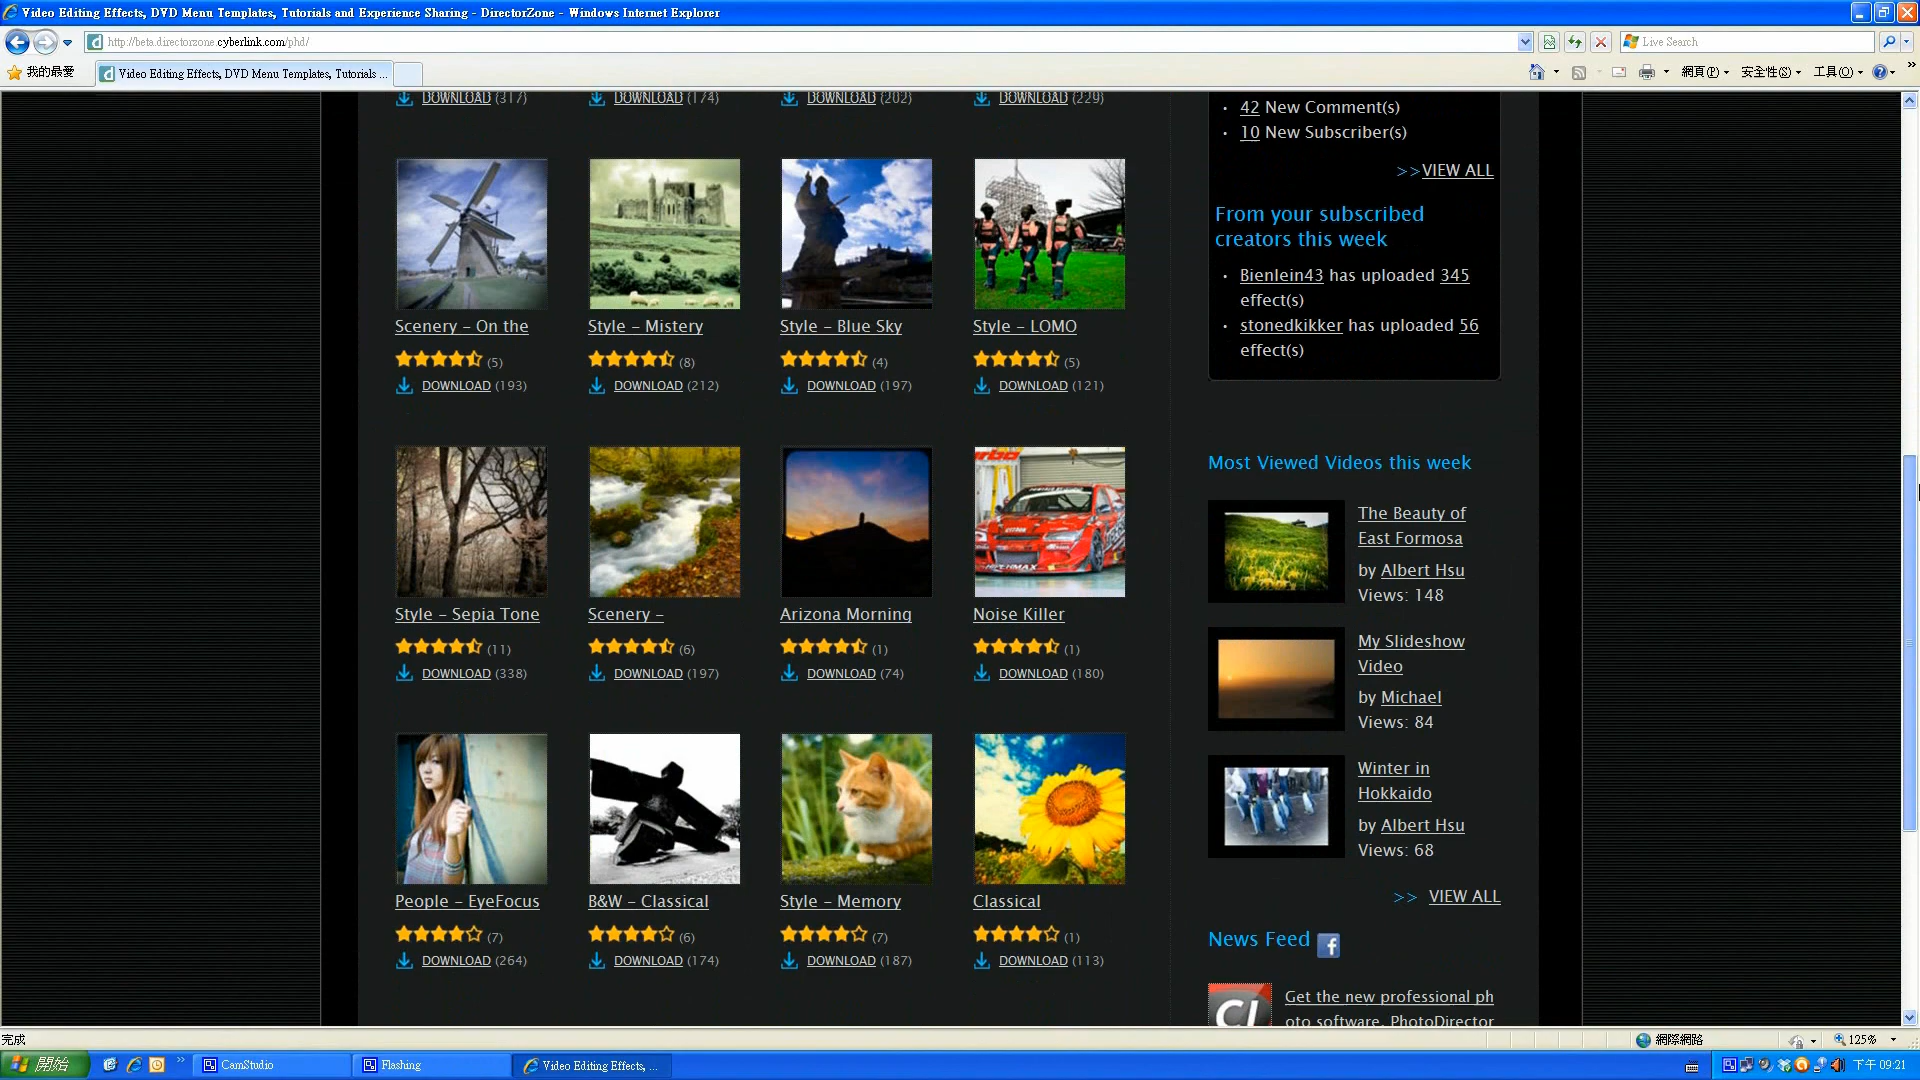 Video Editing Effects, DVD Menu Templates, Tutorials and Experience Sharing - DirectorZone - Windows Internet Explorer
http://beta.directorzone.cyberlink.com/phd/
Live Search
我的最愛
Video Editing Effects, DVD Menu Templates, Tutorials ...
網頁(P)
安全性(S)
工具(O)
DOWNLOAD (317)
DOWNLOAD (174)
DOWNLOAD (202)
DOWNLOAD (229)
Scenery – On the
Style – Mistery
Style – Blue Sky
Style – LOMO
(5)
(8)
(4)
(5)
DOWNLOAD (193)
DOWNLOAD (212)
DOWNLOAD (197)
DOWNLOAD (121)
Style – Sepia Tone
Scenery –
Arizona Morning
Noise Killer
(11)
(6)
(1)
(1)
DOWNLOAD (338)
DOWNLOAD (197)
DOWNLOAD (74)
DOWNLOAD (180)
People – EyeFocus
B&W – Classical
Style – Memory
Classical
(7)
(6)
(7)
(1)
DOWNLOAD (264)
DOWNLOAD (174)
DOWNLOAD (187)
DOWNLOAD (113)
42 New Comment(s)
10 New Subscriber(s)
>>VIEW ALL
From your subscribed
creators this week
Bienlein43 has uploaded 345
effect(s)
stonedkikker has uploaded 56
effect(s)
Most Viewed Videos this week
The Beauty of
East Formosa
by Albert Hsu
Views: 148
My Slideshow
Video
by Michael
Views: 84
Winter in
Hokkaido
by Albert Hsu
Views: 68
>> VIEW ALL
News Feed
Get the new professional ph
oto software, PhotoDirector
完成
網際網路
125%
開始
CamStudio
Flashing
Video Editing Effects, ...
下午 09:21